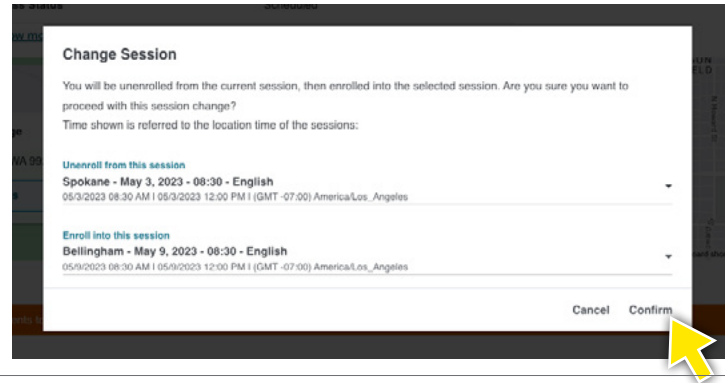 Status
Scheduled
Change Session
You will be unenrolled from the current session, then enrolled into the selected session. Are you sure you want to
proceed with this session change?
Time shown is referred to the location time of the sessions:
Unenroll from this session
Spokane - May 3, 2023 - 08:30 - English
05/3/2023 08:30 AM I 05/3/2023 12:00 PM I (GMT -07:00) America/Los_Angeles
Enroll into this session
Bellingham - May 9, 2023 - 08:30 - English
05/9/2023 08:30 AM I 05/9/2023 12:00 PM I (GMT -07:00) America/Los_Angeles
Cancel Confirm